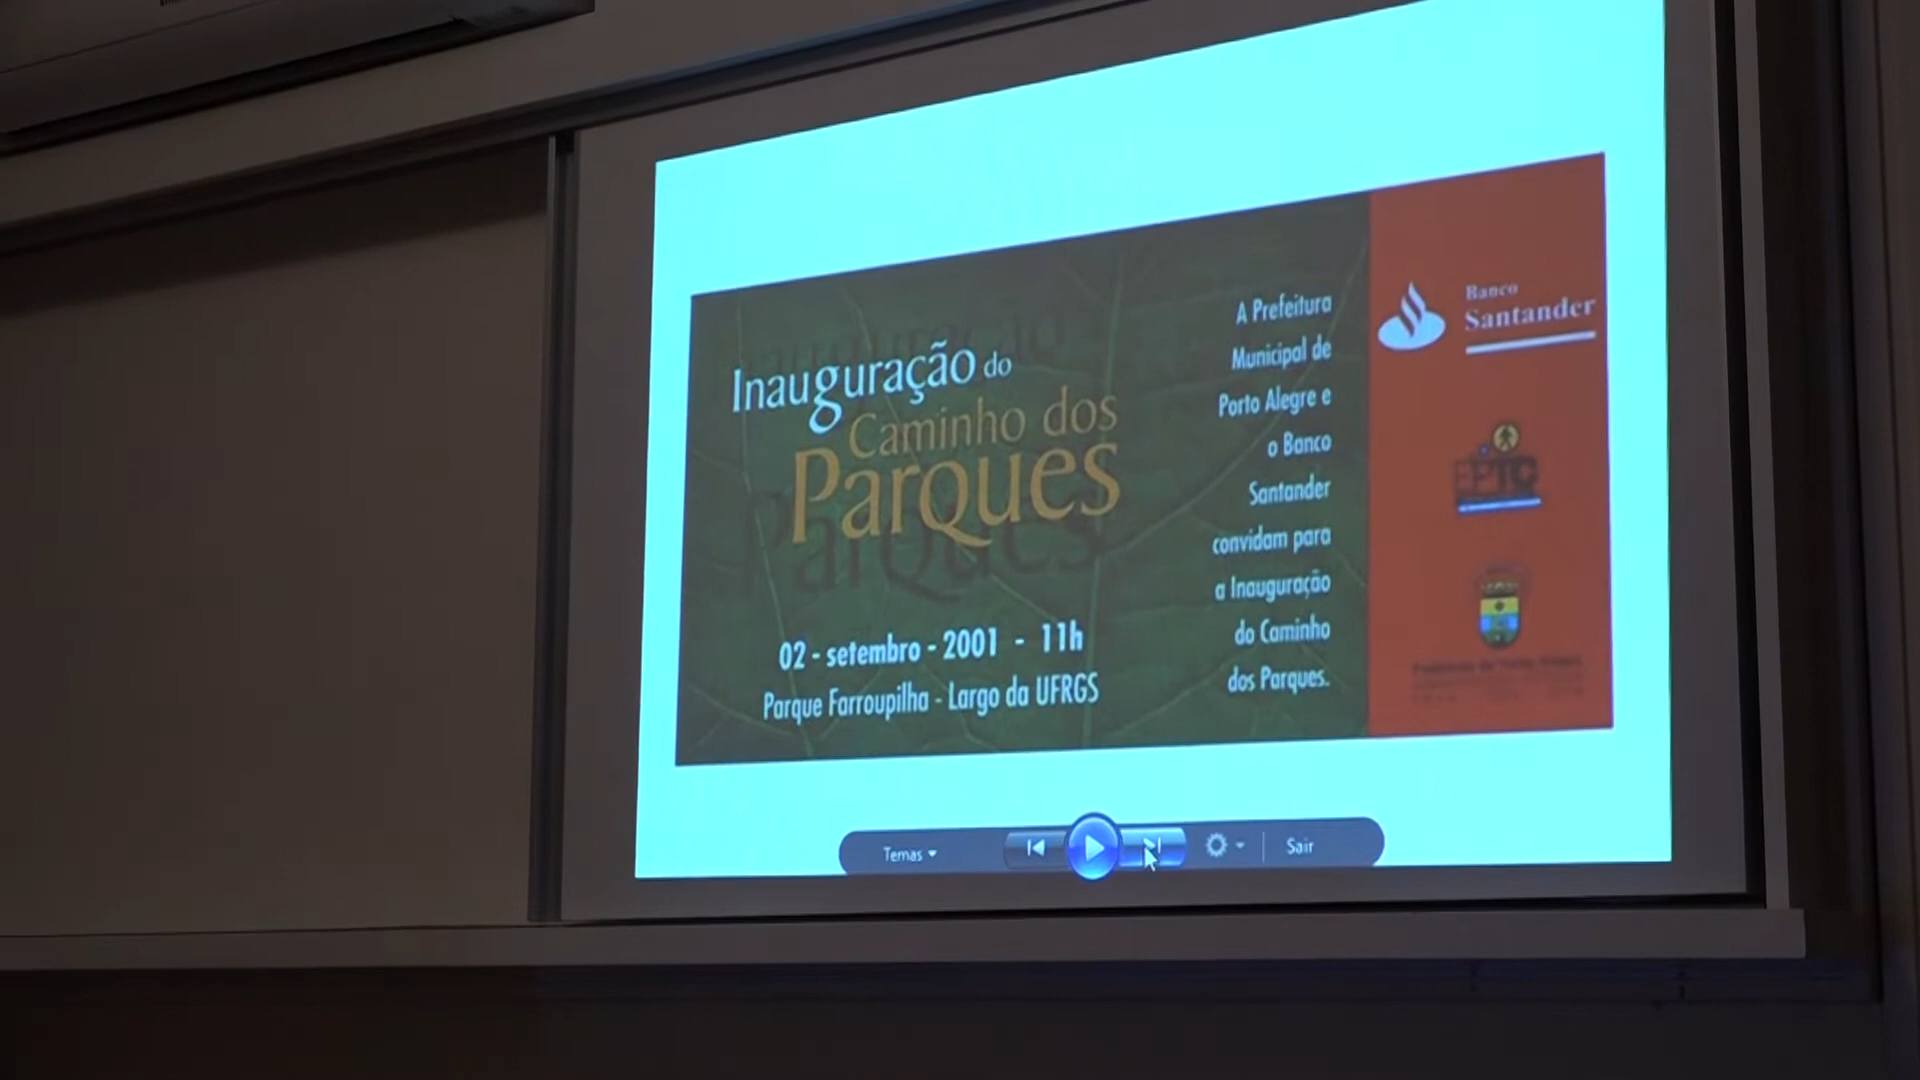 Inauguração do
Caminho dos
Parques
02 - setembro - 2001 - 11h
Parque Farroupilha - Largo da UFRGS
A Prefeitura
Municipal de
Porto Alegre e
o Banco
Santander
convidam para
a Inauguração
do Caminho
dos Parques.
Banco
Santander
EPTC
Temas
Sair